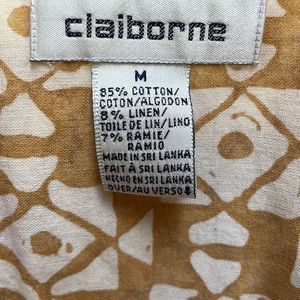 claiborne
M
85% COTTON/
COTON/ALGODON
8% LINEN/
TOILE DE LIN/LINO
7% RAMIE/
RAMIE/RAMIO
MADE IN SRI LANKA
FAIT À SRI LANKA
HECHO EN SRI LANKA
OVER/AU VERSO↓